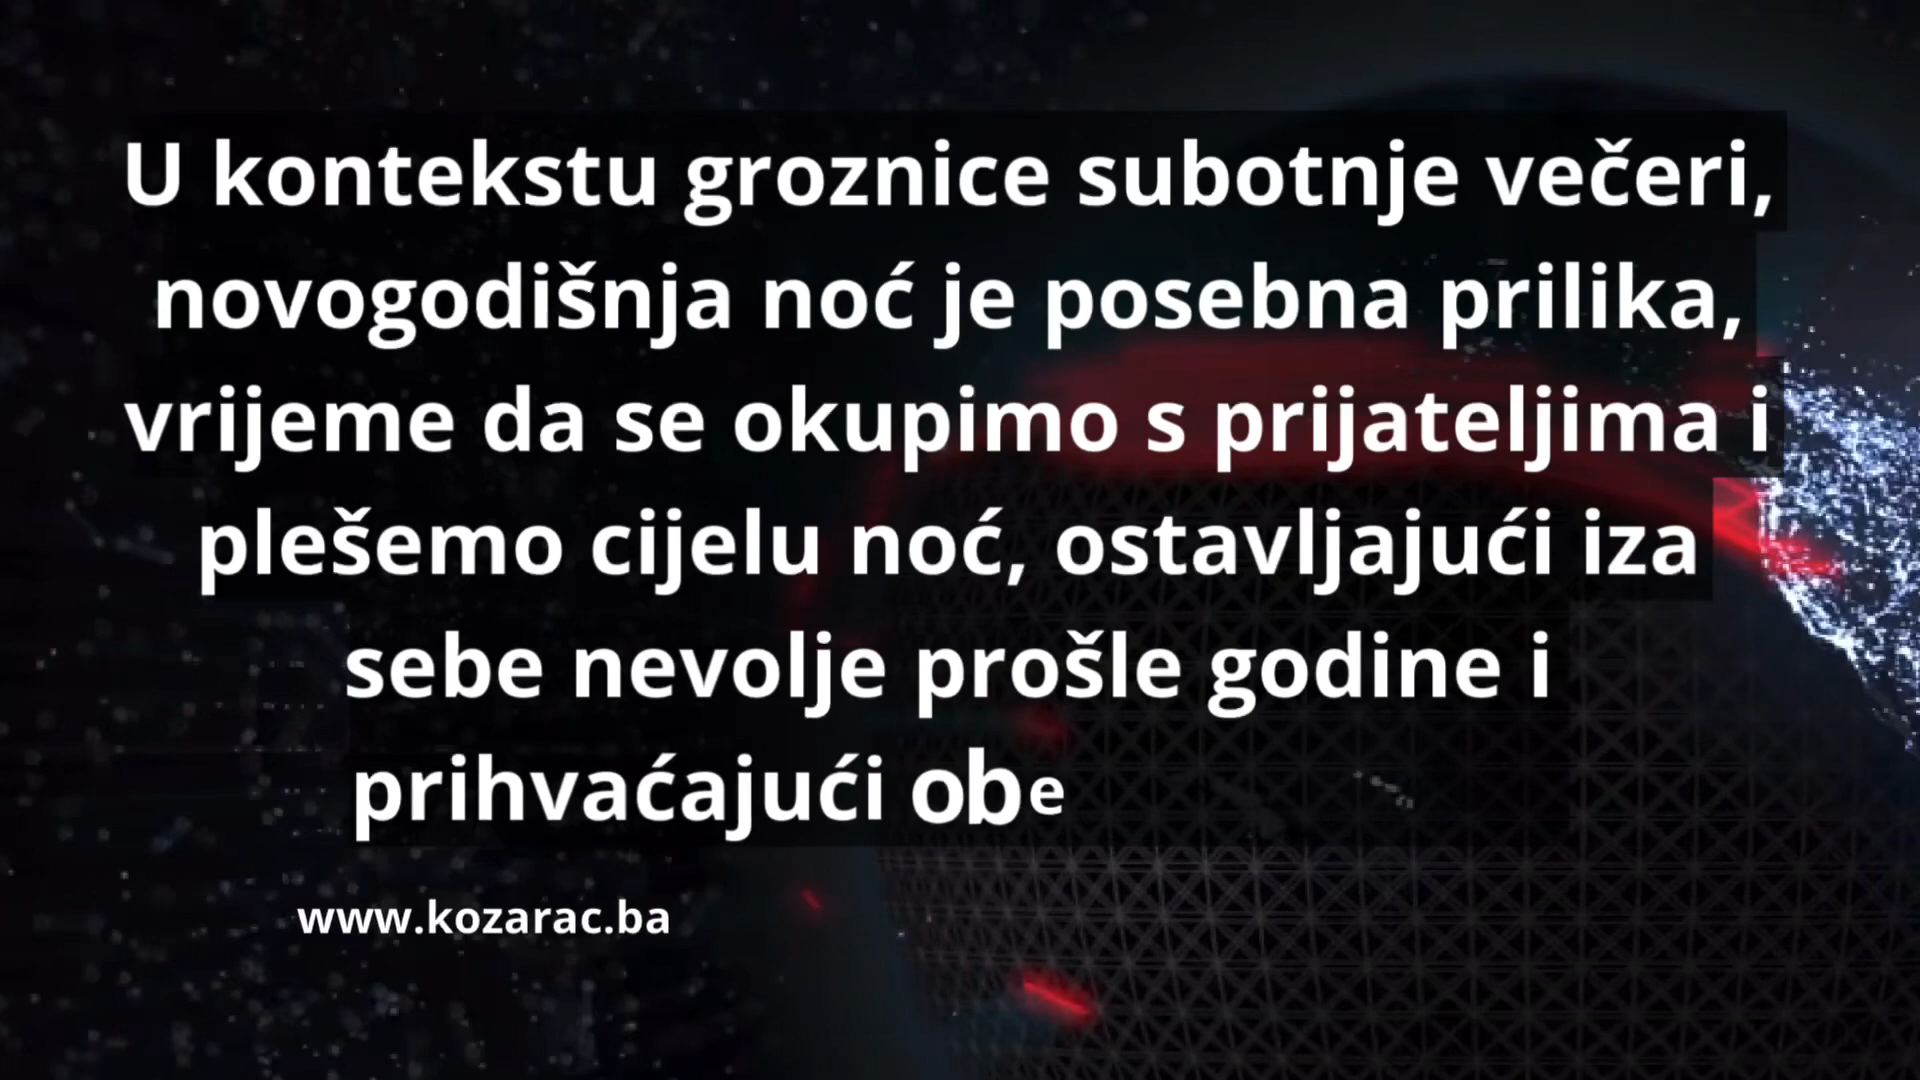 U kontekstu groznice subotnje večeri,
novogodišnja noć je posebna prilika,
vrijeme da se okupimo s prijateljima i
plešemo cijelu noć, ostavljajući iza
sebe nevolje prošle godine i
prihvaćajući obe
www.kozarac.ba